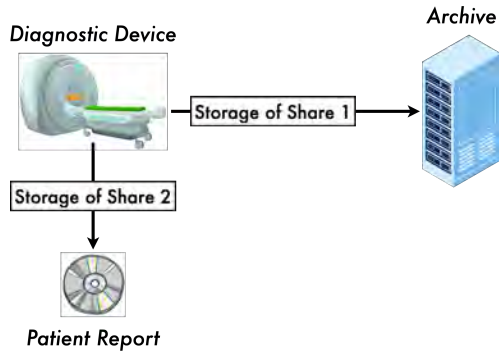 Archive
Diagnostic Device
Storage of Share 1
Storage of Share 2
Patient Report